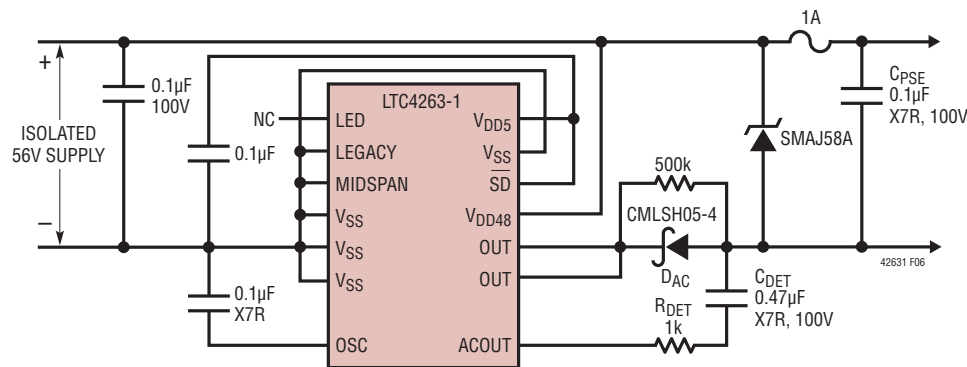 1A
+
–
ISOLATED
56V SUPPLY
0.1µF
100V
0.1µF
0.1µF
X7R
NC
LTC4263-1
LED
LEGACY
MIDSPAN
VSS
VSS
VSS
OSC
VDD5
VSS
SD
VDD48
OUT
OUT
ACOUT
500k
CMLSH05-4
DAC
RDET
1k
CDET
0.47µF
X7R, 100V
SMAJ58A
CPSE
0.1µF
X7R, 100V
42631 F06